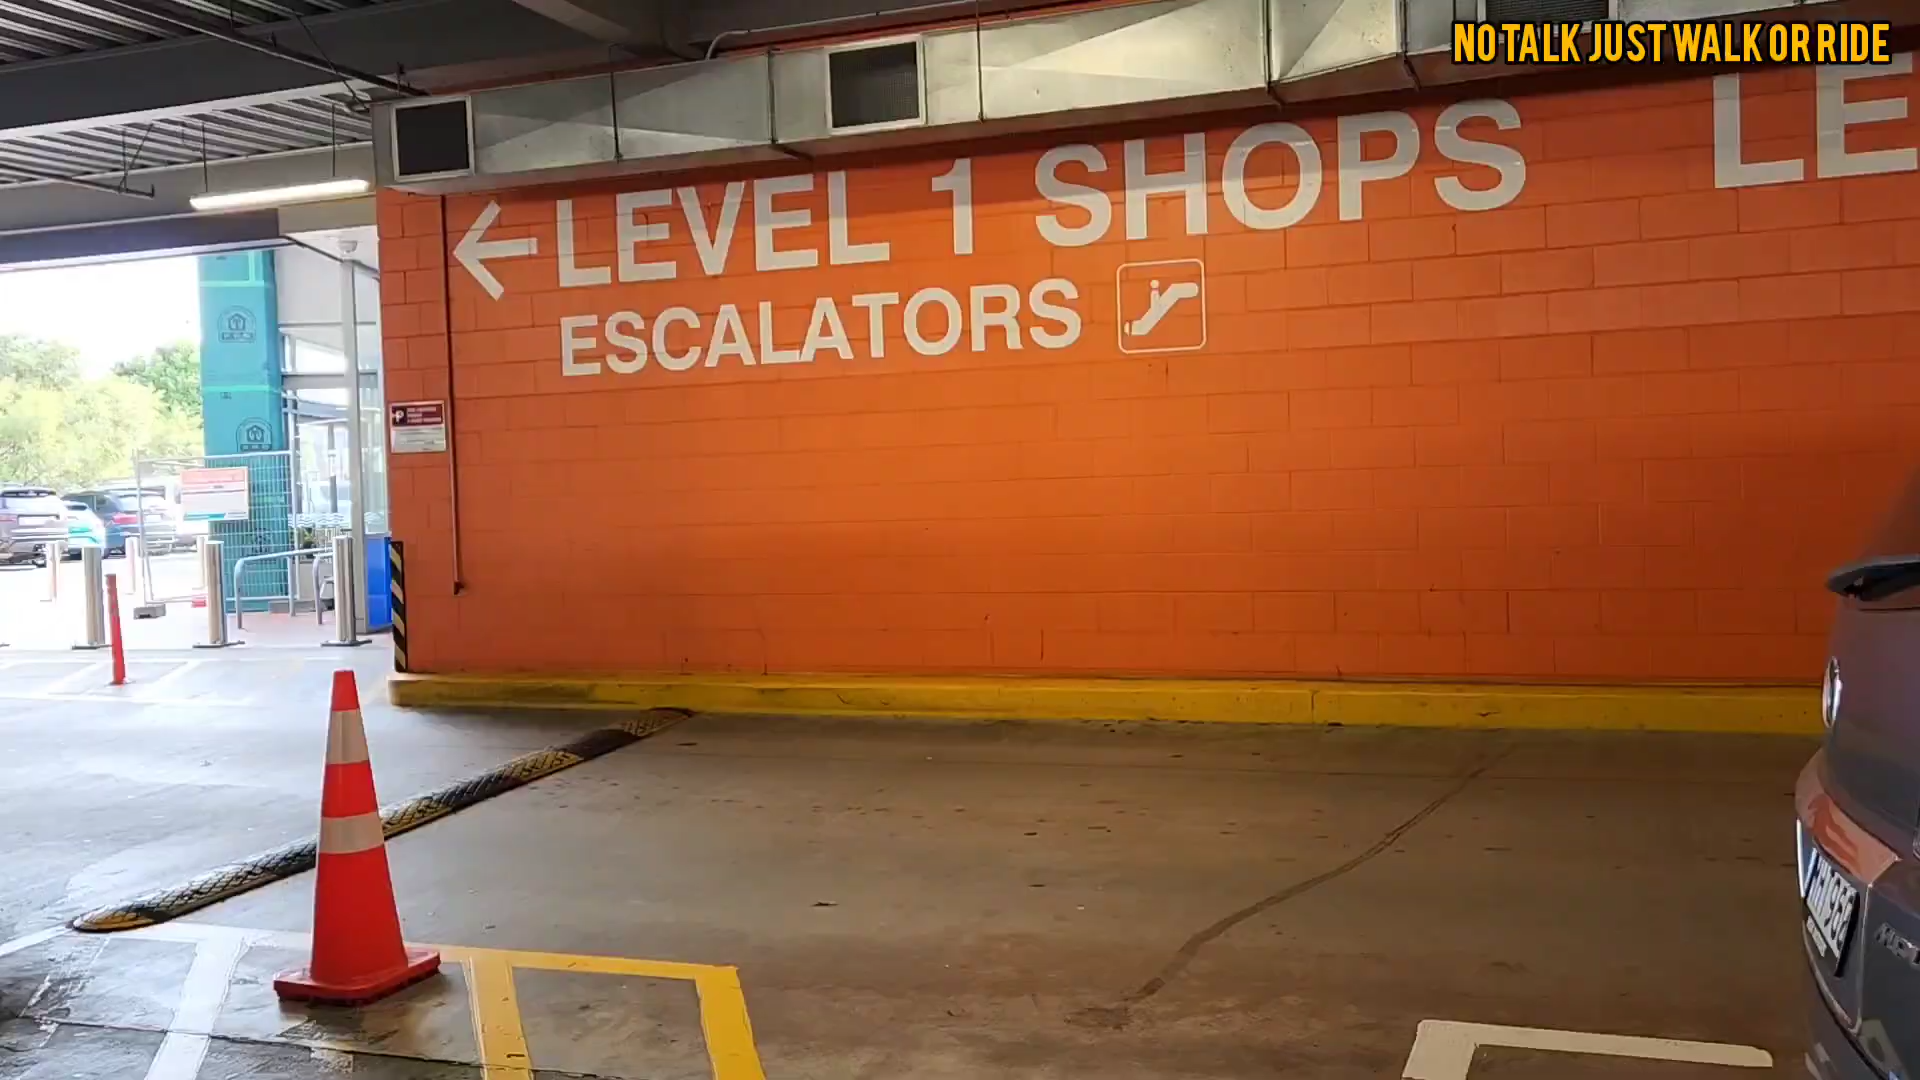 NO TALK JUST WALK OR RIDE
← LEVEL 1 SHOPS
LE
ESCALATORS